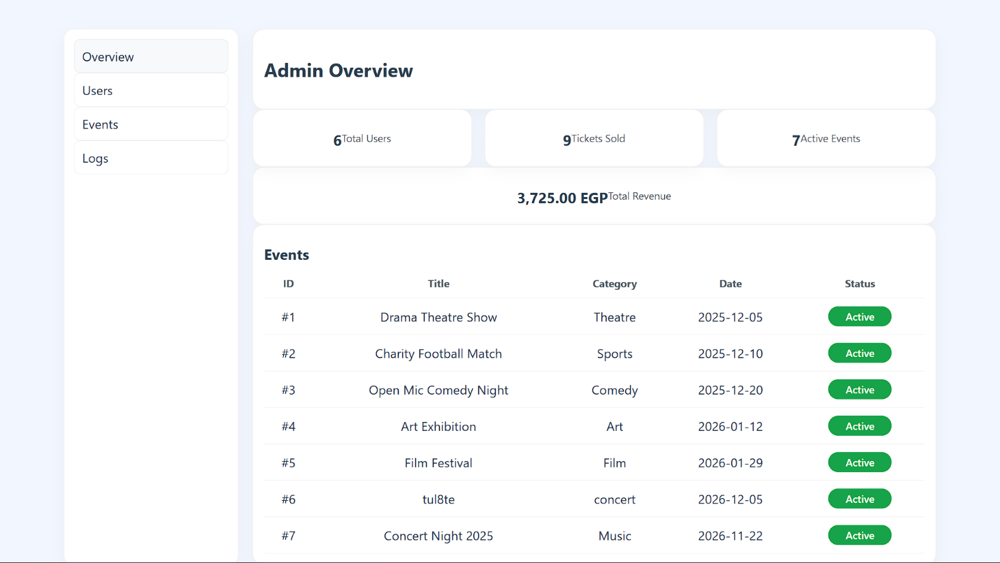 Overview
Users
Events
Logs
Admin Overview
6Total Users 9Tickets Sold 7Active Events
3,725.00 EGPTotal Revenue
Events
ID Title Category Date Status
#1 Drama Theatre Show Theatre 2025-12-05 Active
#2 Charity Football Match Sports 2025-12-10 Active
#3 Open Mic Comedy Night Comedy 2025-12-20 Active
#4 Art Exhibition Art 2026-01-12 Active
#5 Film Festival Film 2026-01-29 Active
#6 tul8te concert 2026-12-05 Active
#7 Concert Night 2025 Music 2026-11-22 Active